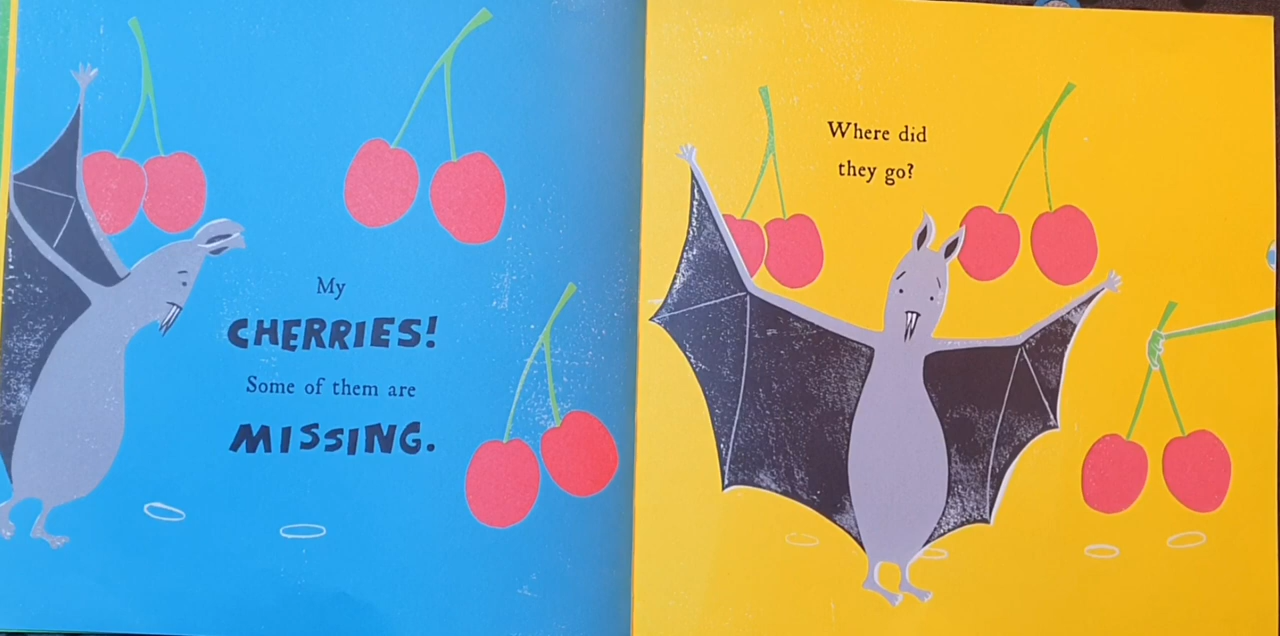 My
CHERRIES!
Some of them are
MISSING.
Where did
they go?